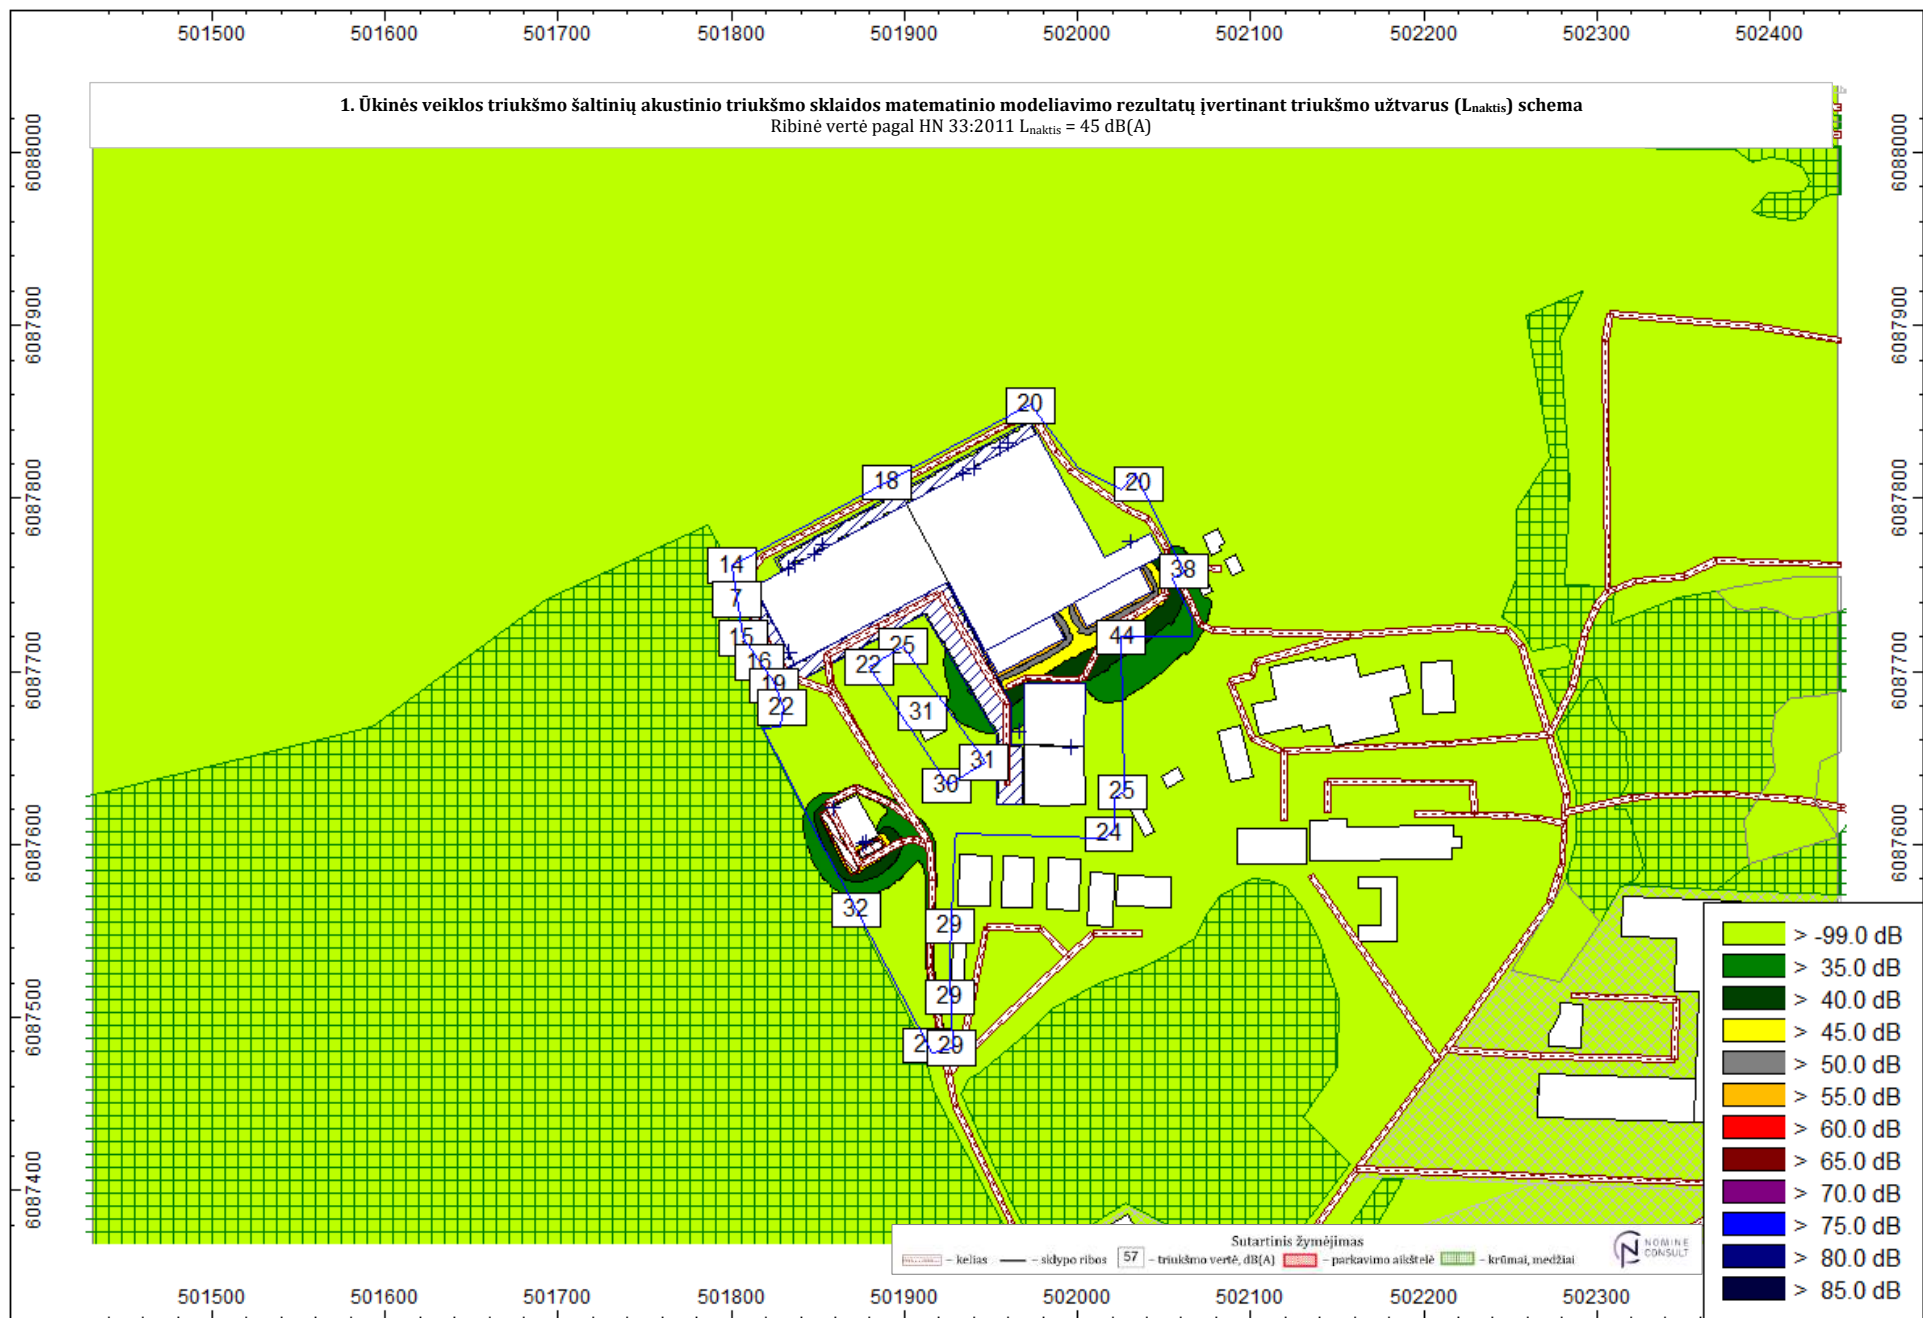 501500 501600 501700 501800 501900 502000 502100 502200 502300 502400
1. Ūkinės veiklos triukšmo šaltinių akustinio triukšmo sklaidos matematinio modeliavimo rezultatų įvertinant triukšmo užtvarus (Lnaktis) schema
Ribinė vertė pagal HN 33:2011 Lnaktis = 45 dB(A)
6088000 6088000
6087900 6087900
6087800 6087800
6087700 6087700
6087600 6087600
6087500
6087400
20
18
20
14
38
7
15
44
25
16
22
19
22
31
31
30
25
24
32
29
29
2
29
> -99.0 dB
> 35.0 dB
> 40.0 dB
> 45.0 dB
> 50.0 dB
> 55.0 dB
> 60.0 dB
> 65.0 dB
> 70.0 dB
> 75.0 dB
> 80.0 dB
> 85.0 dB
Sutartinis žymėjimas
– kelias – sklypo ribos 57 – triukšmo vertė, dB(A) – parkavimo aikštelė – krūmai, medžiai
NOMINE
CONSULT
501500 501600 501700 501800 501900 502000 502100 502200 502300